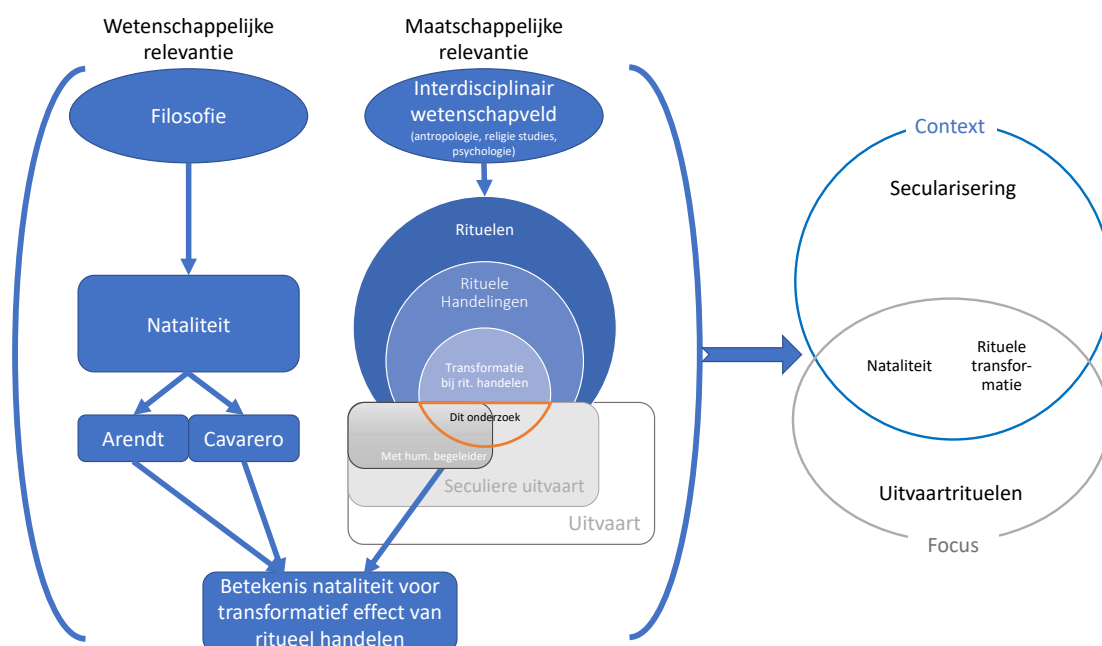 Wetenschappelijke
relevantie
Filosofie
Nataliteit
Arendt
Cavarero
Maatschappelijke
relevantie
Interdisciplinair
wetenschapveld
(antropologie, religie studies,
psychologie)
Rituelen
Rituele
Handelingen
Transformatie
bij rit. handelen
Dit onderzoek
Met hum. begeleider
Seculiere uitvaart
Uitvaart
Betekenis nataliteit voor
transformatief effect van
ritueel handelen
Context
Secularisering
Nataliteit
Rituele
transfor-
matie
Uitvaartrituelen
Focus